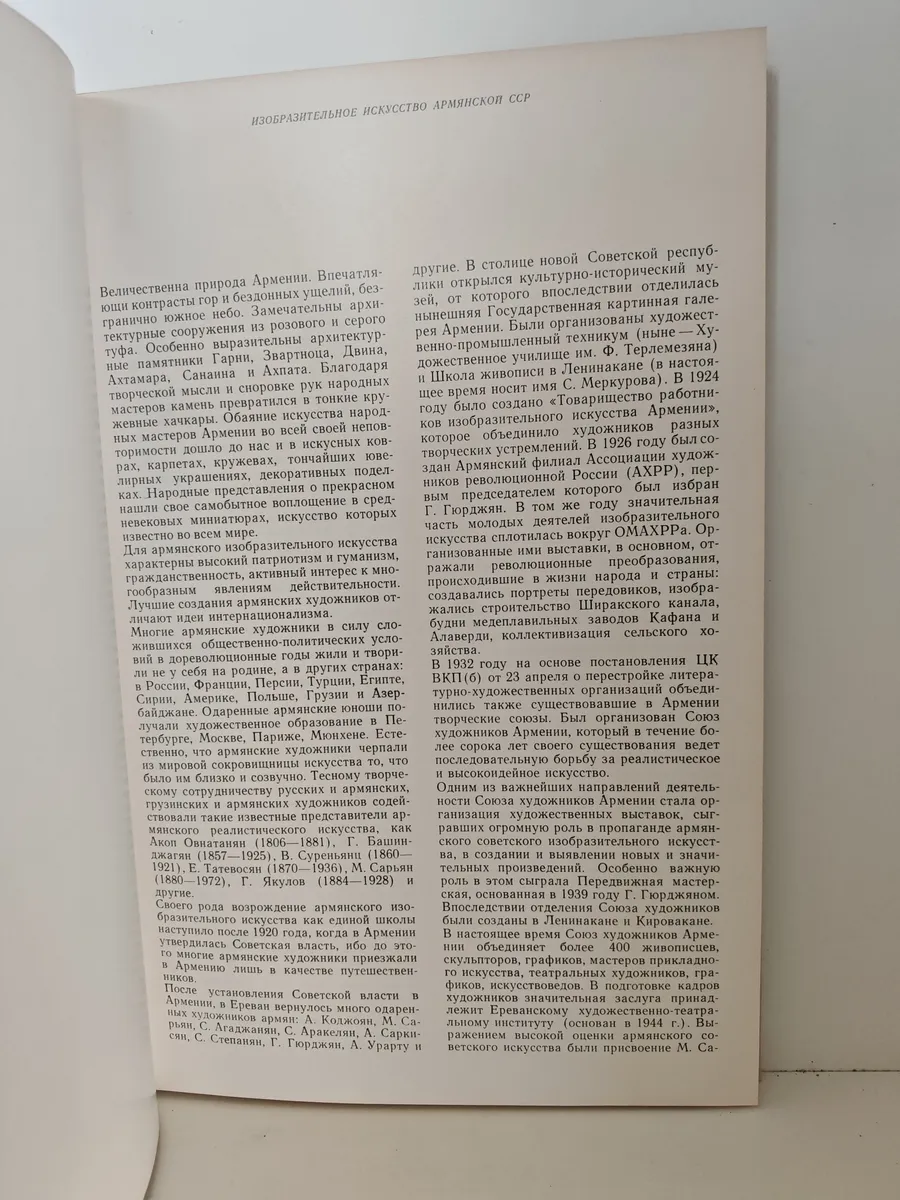 ИЗОБРАЗИТЕЛЬНОЕ ИСКУССТВО АРМЯНСКОЙ ССР
Величественна природа Армении. Впечатля-
ющи контрасты гор и бездонных ущелий, без-
гранично южное небо. Замечательны архи-
тектурные сооружения из розового и серого
туфа. Особенно выразительны архитектур-
ные памятники Гарни, Звартноца, Двина,
Ахтамара, Санаина и Ахпата. Благодаря
творческой мысли и сноровке рук народных
мастеров камень превратился в тонкие кру-
жевные хачкары. Обаяние искусства народ-
ных мастеров Армении во всей своей непов-
торимости дошло до нас и в искусных ков-
рах, карпетах, кружевах, тончайших юве-
лирных украшениях, декоративных подел-
ках. Народные представления о прекрасном
нашли свое самобытное воплощение в сред-
невековых миниатюрах, искусство которых
известно во всем мире.
Для армянского изобразительного искусства
характерны высокий патриотизм и гуманизм,
гражданственность, активный интерес к мно-
гообразным явлениям действительности.
Лучшие создания армянских художников от-
личают идеи интернационализма.
Многие армянские художники в силу сло-
жившихся общественно-политических усло-
вий в дореволюционные годы жили и твори-
ли не у себя на родине, а в других странах:
в России, Франции, Персии, Турции, Египте,
Сирии, Америке, Польше, Грузии и Азер-
байджане. Одаренные армянские юноши по-
лучали художественное образование в Пе-
тербурге, Москве, Париже, Мюнхене. Есте-
ственно, что армянские художники черпали
из мировой сокровищницы искусства то, что
было им близко и созвучно. Тесному творче-
скому сотрудничеству русских и армянских,
грузинских и армянских художников содей-
ствовали такие известные представители ар-
мянского реалистического искусства, как
Акоп Овнатанян (1806—1881), Г. Башин-
джагян (1857—1925), В. Суреньянц (1860—
1921), Е. Татевосян (1870—1936), М. Сарьян
(1880—1972), Г. Якулов (1884—1928) и
другие.
Своего рода возрождение армянского изо-
бразительного искусства как единой школы
наступило после 1920 года, когда в Армении
утвердилась Советская власть, ибо до это-
го многие армянские художники приезжали
в Армению лишь в качестве путешествен-
ников.
После установления Советской власти в
Армении, в Ереван вернулось много одарен-
ных художников армян: А. Коджоян, М. Са-
рьян, С. Агаджанян, С. Аракелян, А. Сарки-
сян, С. Степанян, Г. Гюрджян, А. Урарту и
другие. В столице новой Советской респуб-
лики открылся культурно-исторический му-
зей, от которого впоследствии отделилась
нынешняя Государственная картинная гале-
рея Армении. Были организованы художест-
венно-промышленный техникум (ныне — Ху-
дожественное училище им. Ф. Терлемезяна)
и Школа живописи в Ленинакане (в настоя-
щее время носит имя С. Меркурова). В 1924
году было создано «Товарищество работни-
ков изобразительного искусства Армении»,
которое объединило художников разных
творческих устремлений. В 1926 году был со-
здан Армянский филиал Ассоциации худож-
ников революционной России (АХРР), пер-
вым председателем которого был избран
Г. Гюрджян. В том же году значительная
часть молодых деятелей изобразительного
искусства сплотилась вокруг ОМАХРРа. Ор-
ганизованные ими выставки, в основном, от-
ражали революционные преобразования,
происходившие в жизни народа и страны:
создавались портреты передовиков, изобра-
жались строительство Ширакского канала,
будни медеплавильных заводов Кафана и
Алаверди, коллективизация сельского хо-
зяйства.
В 1932 году на основе постановления ЦК
ВКП(б) от 23 апреля о перестройке литера-
турно-художественных организаций объеди-
нились также существовавшие в Армении
творческие союзы. Был организован Союз
художников Армении, который в течение бо-
лее сорока лет своего существования ведет
последовательную борьбу за реалистическое
и высокоидейное искусство.
Одним из важнейших направлений деятель-
ности Союза художников Армении стала ор-
ганизация художественных выставок, сыг-
равших огромную роль в пропаганде армян-
ского советского изобразительного искусст-
ва, в создании и выявлении новых и значи-
тельных произведений. Особенно важную
роль в этом сыграла Передвижная мастер-
ская, основанная в 1939 году Г. Гюрджяном.
Впоследствии отделения Союза художников
были созданы в Ленинакане и Кировакане.
В настоящее время Союз художников Арме-
нии объединяет более 400 живописцев,
скульпторов, графиков, мастеров прикладно-
го искусства, театральных художников, гра-
фиков, искусствоведов. В подготовке кадров
художников значительная заслуга принад-
лежит Ереванскому художественно-театра-
льному институту (основан в 1944 г.). Вы-
ражением высокой оценки армянского со-
ветского искусства были присвоение М. Са-